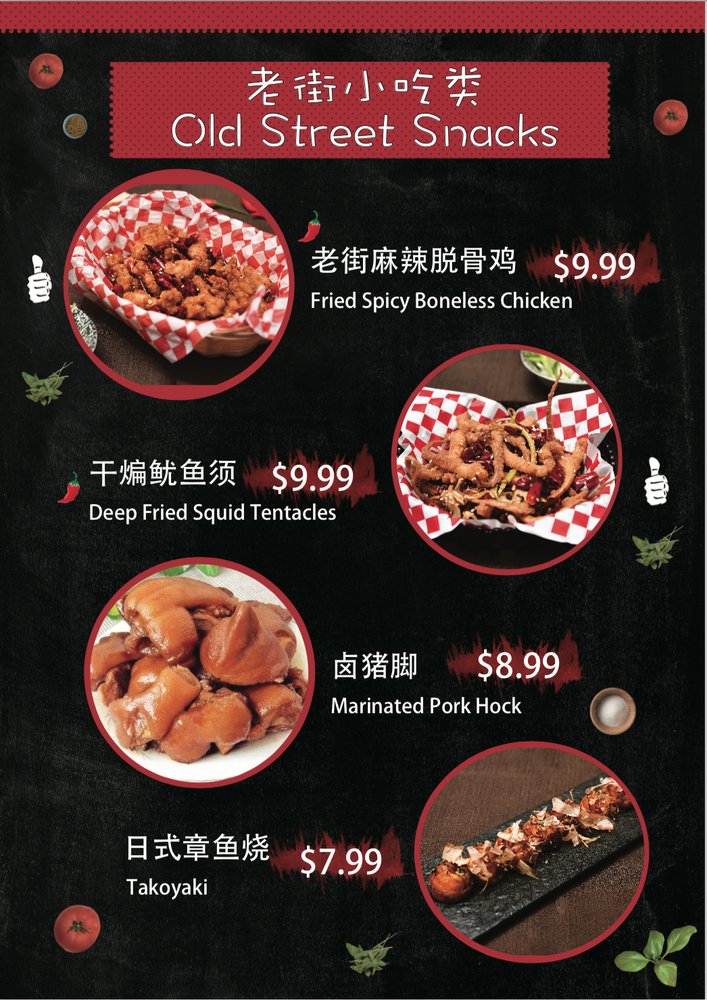 老街小吃类
Old Street Snacks
老街麻辣脱骨鸡 $9.99
Fried Spicy Boneless Chicken
干煸鱿鱼须 $9.99
Deep Fried Squid Tentacles
卤猪脚 $8.99
Marinated Pork Hock
日式章鱼烧 $7.99
Takoyaki